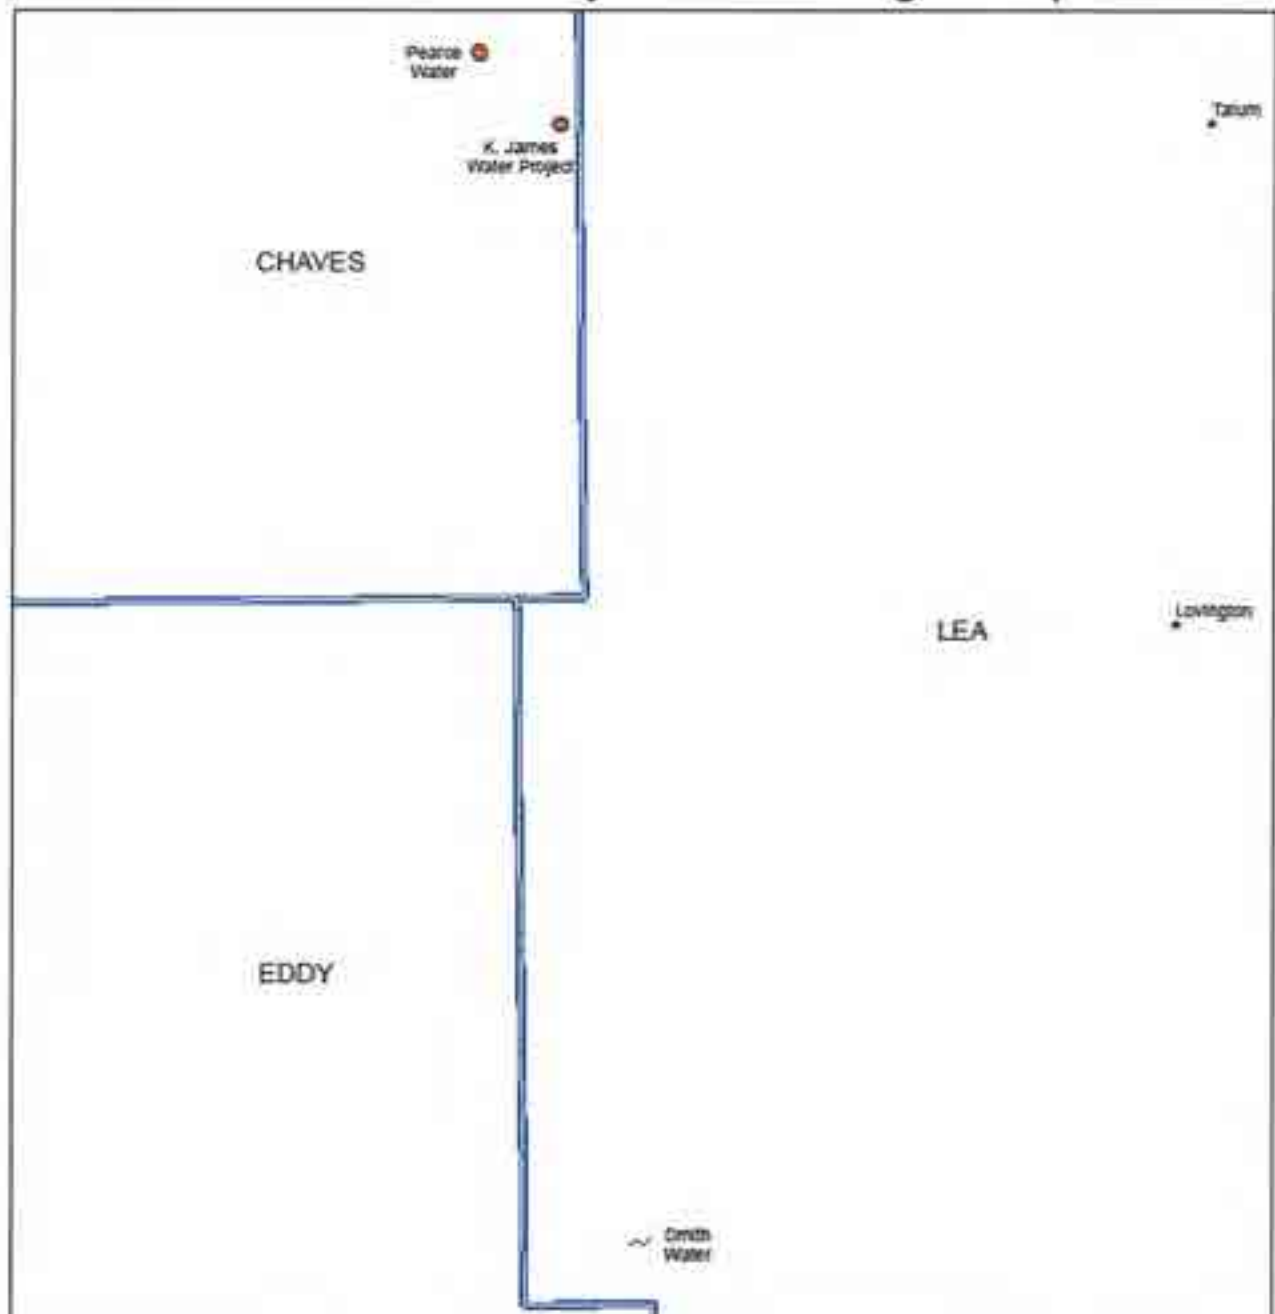 Pearce
Water
Tatum
K. James
Water Project
CHAVES
Lovington
LEA
EDDY
Smith
Water